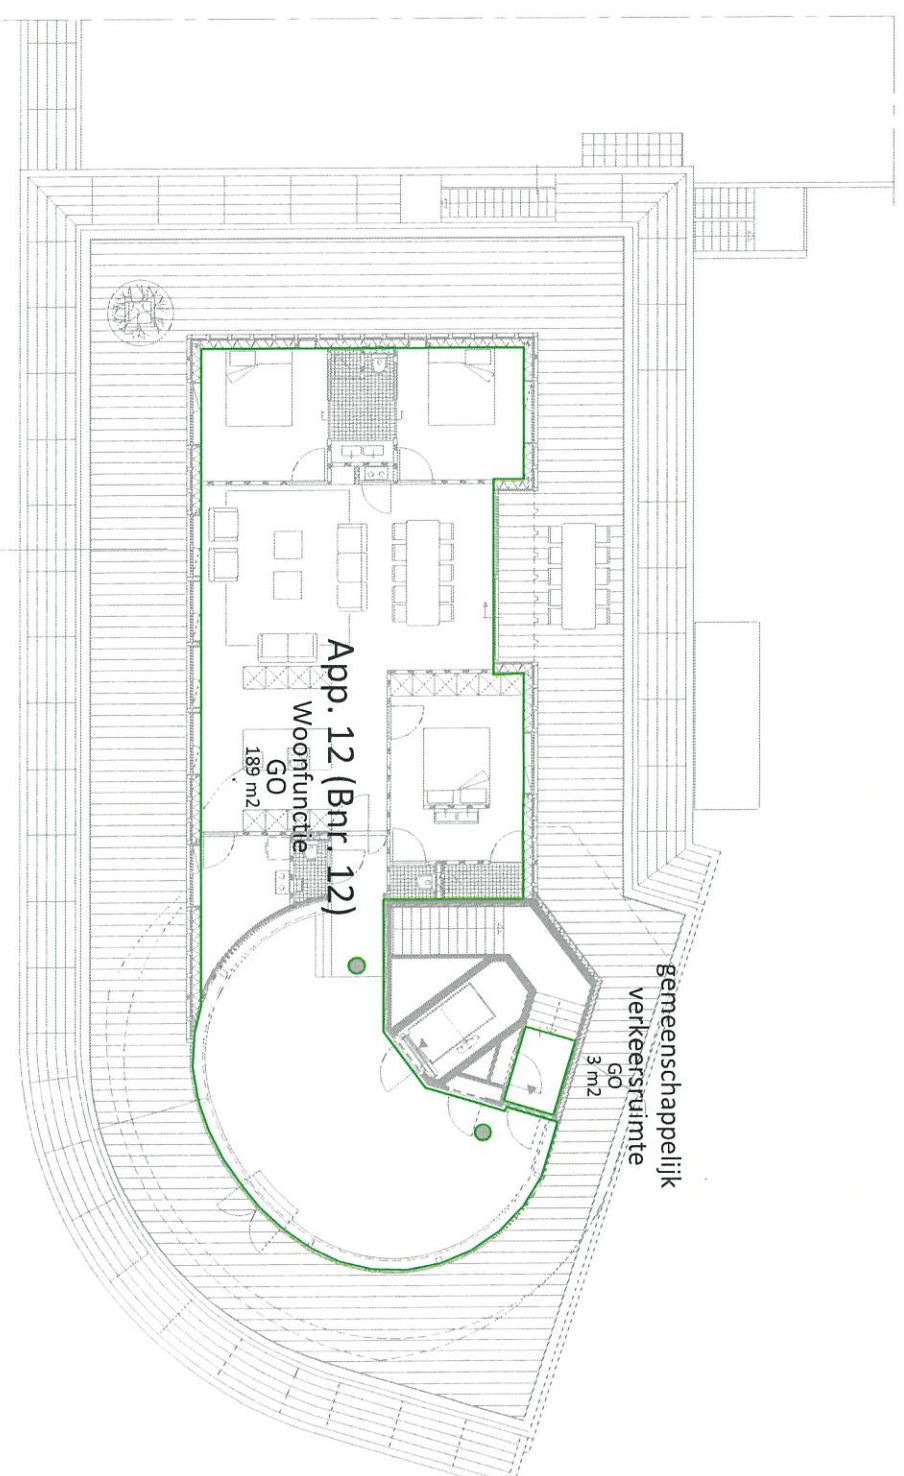 App. 12 (Bnr. 12)
Woonfunctie
GO
189 m2
gemeenschappelijk
verkeersruimte
GO
3 m2